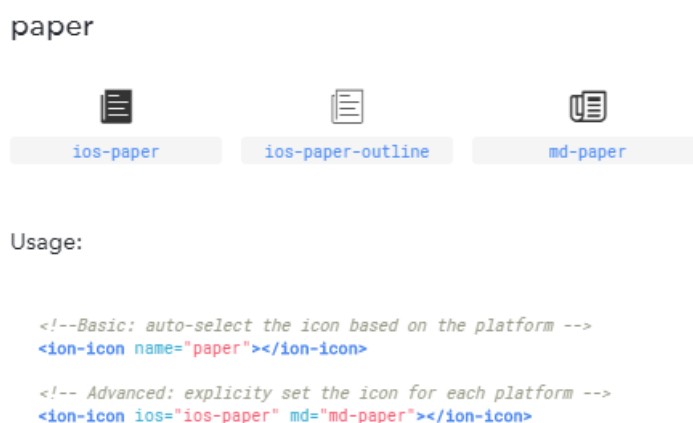 paper
ios-paper ios-paper-outline md-paper
Usage:
<!--Basic: auto-select the icon based on the platform -->
<ion-icon name="paper"></ion-icon>
<!-- Advanced: explicity set the icon for each platform -->
<ion-icon ios="ios-paper" md="md-paper"></ion-icon>